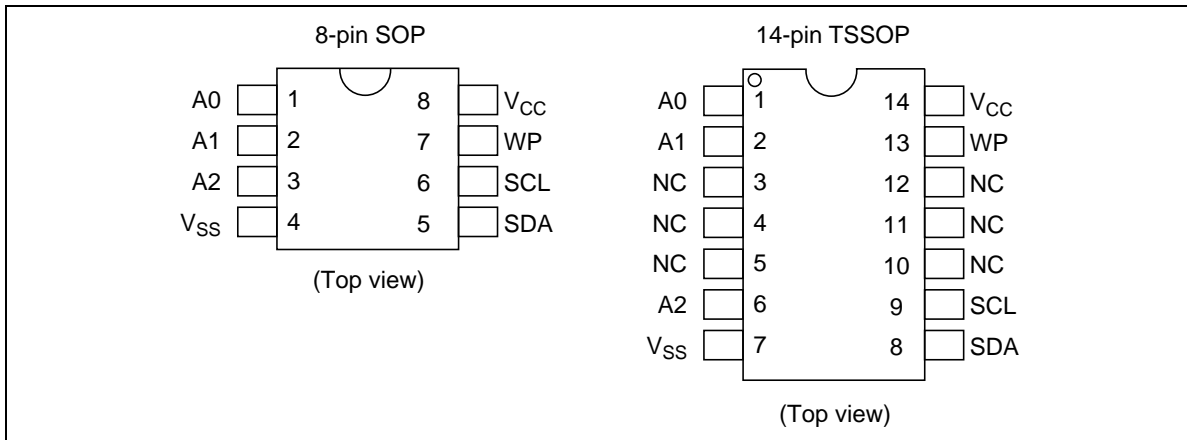 8-pin SOP
A0 1 8 VCC
A1 2 7 WP
A2 3 6 SCL
VSS 4 5 SDA
(Top view)
14-pin TSSOP
A0 1 14 VCC
A1 2 13 WP
NC 3 12 NC
NC 4 11 NC
NC 5 10 NC
A2 6 9 SCL
VSS 7 8 SDA
(Top view)